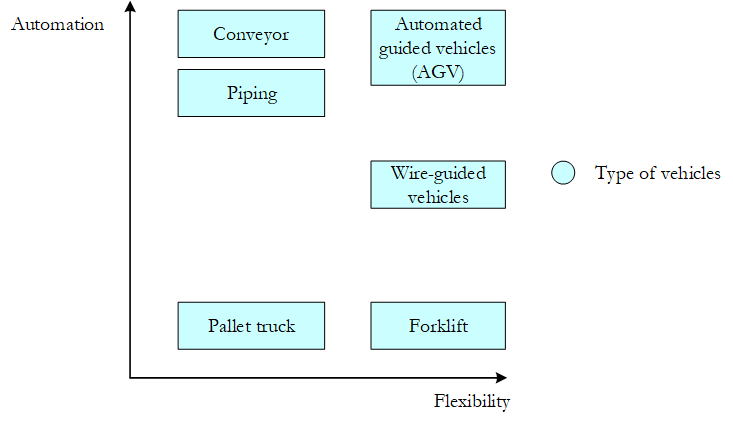 Automation
Conveyor
Automated
guided vehicles
(AGV)
Piping
Wire-guided
vehicles
Type of vehicles
Pallet truck
Forklift
Flexibility